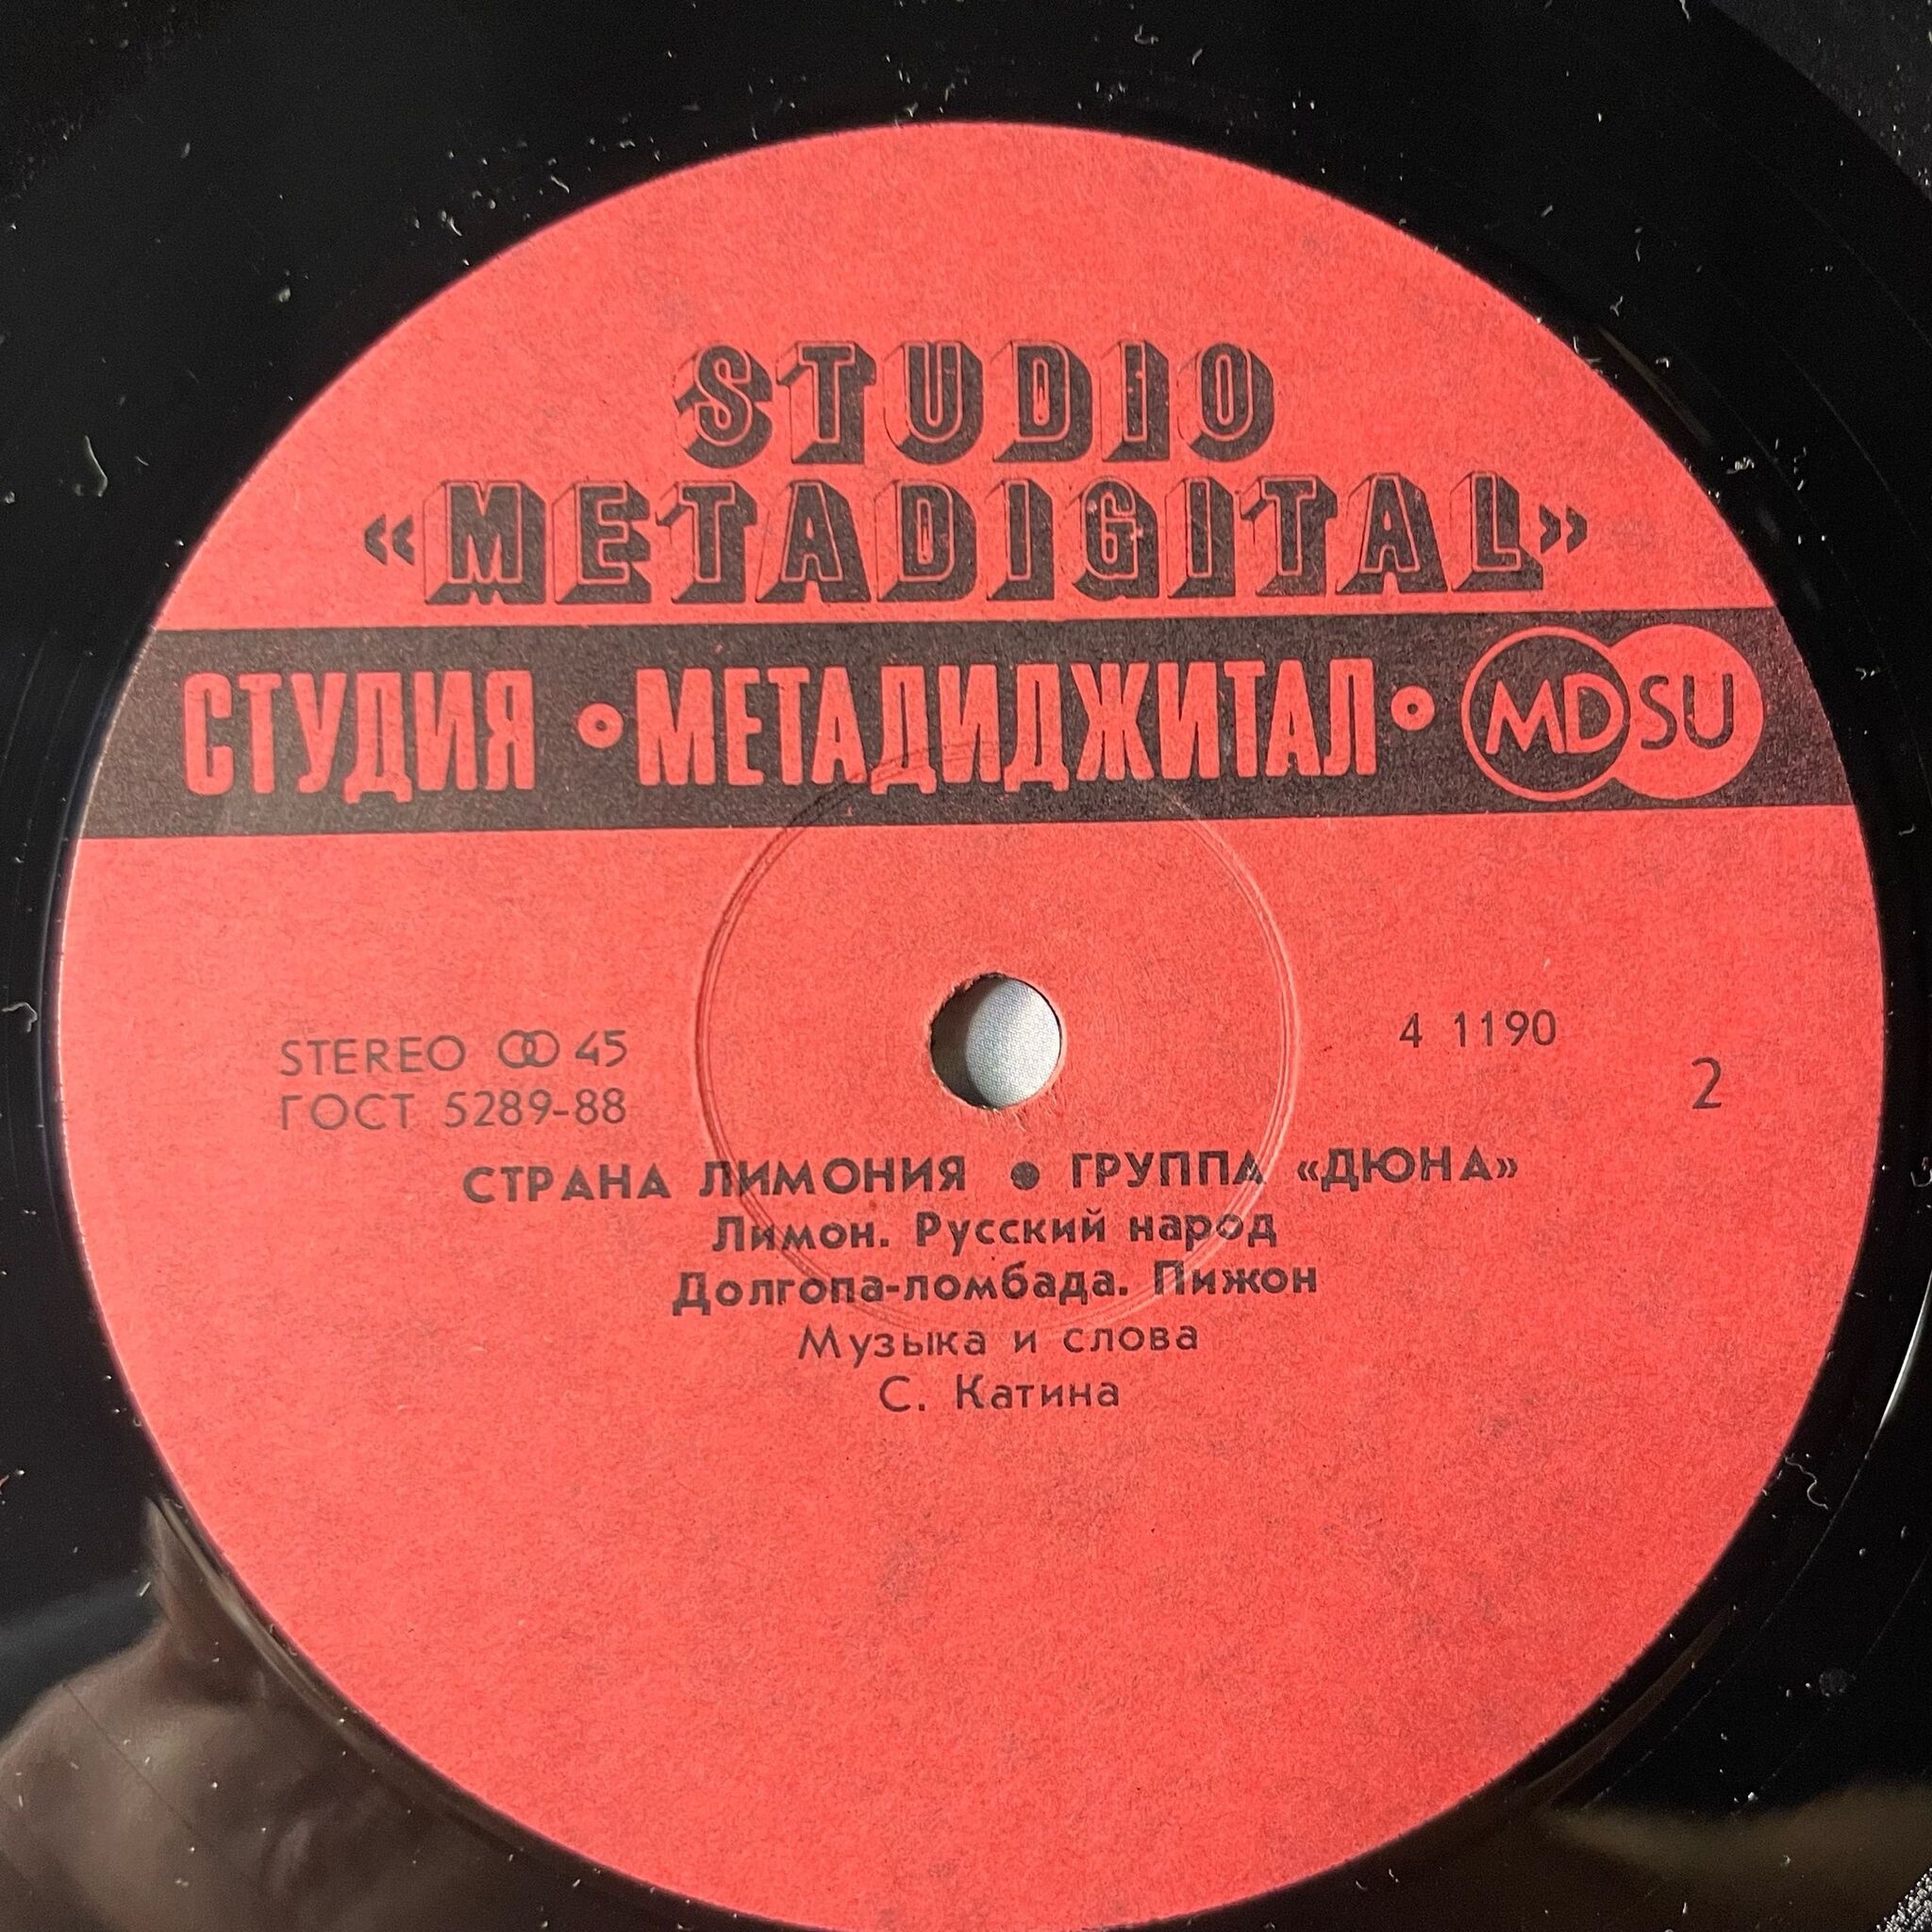 STUDIO
«METADIGITAL»
СТУДИЯ •МЕТАДИДЖИТАЛ• MDSU
STEREO 45
ГОСТ 5289-88
4 1190
2
СТРАНА ЛИМОНИЯ ● ГРУППА «ДЮНА»
Лимон. Русский народ
Долгопа-ломбада. Пижон
Музыка и слова
С. Катина